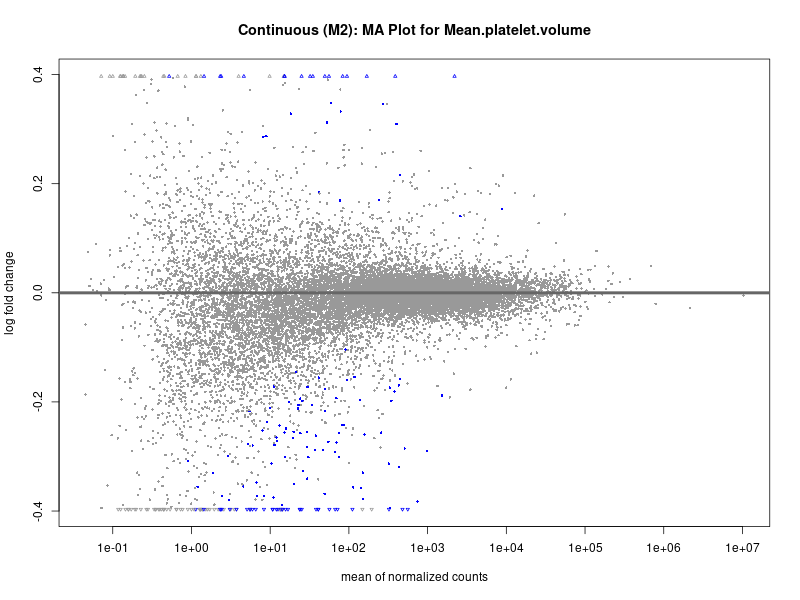 Continuous (M2): MA Plot for Mean.platelet.volume
log fold change
0.4
0.2
0.0
-0.2
-0.4
1e-01 1e+00 1e+01 1e+02 1e+03 1e+04 1e+05 1e+06 1e+07
mean of normalized counts